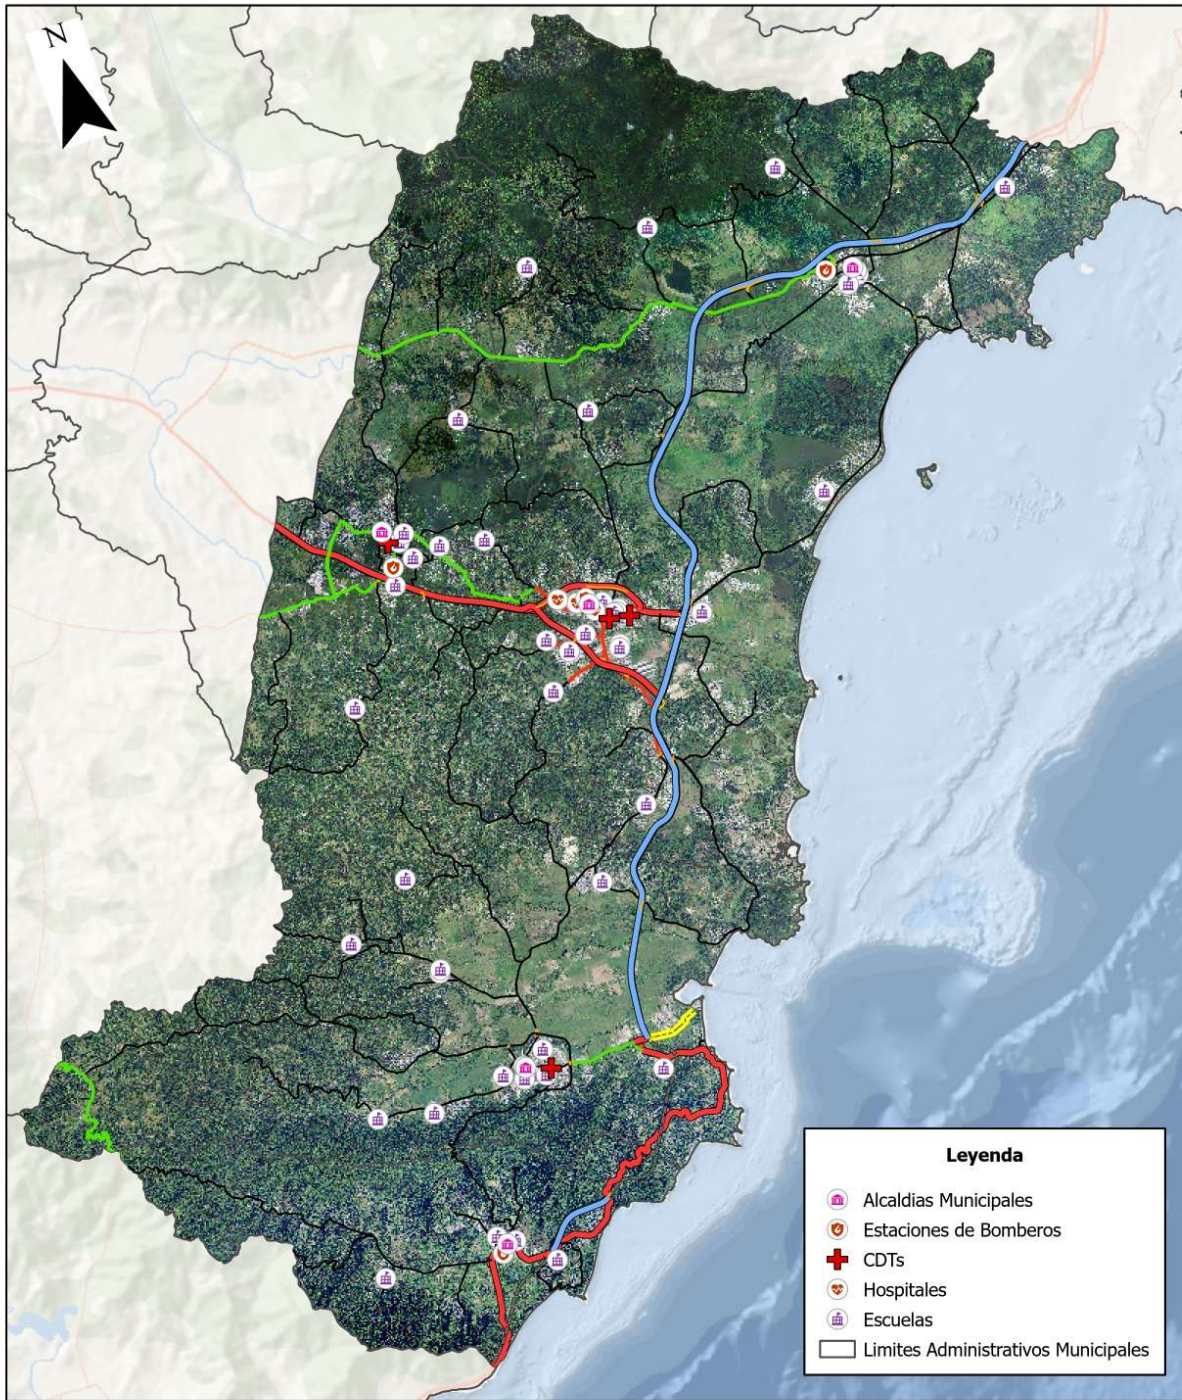 N
Leyenda
Alcaldias Municipales
Estaciones de Bomberos
CDTs
Hospitales
Escuelas
Limites Administrativos Municipales